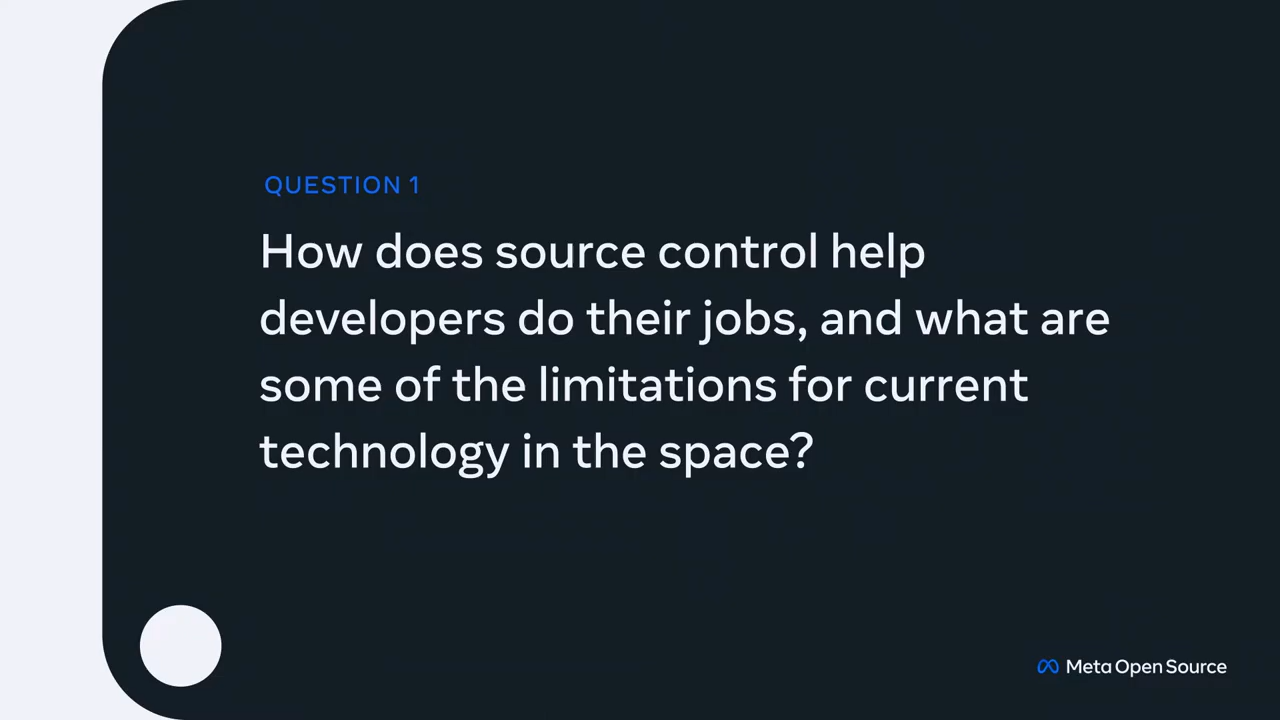 QUESTION 1
How does source control help
developers do their jobs, and what are
some of the limitations for current
technology in the space?
Meta Open Source